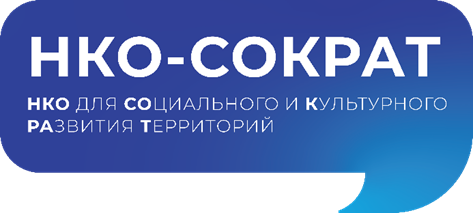 НКО-СОКРАТ
НКО ДЛЯ СОЦИАЛЬНОГО И КУЛЬТУРНОГО
РАЗВИТИЯ ТЕРРИТОРИЙ